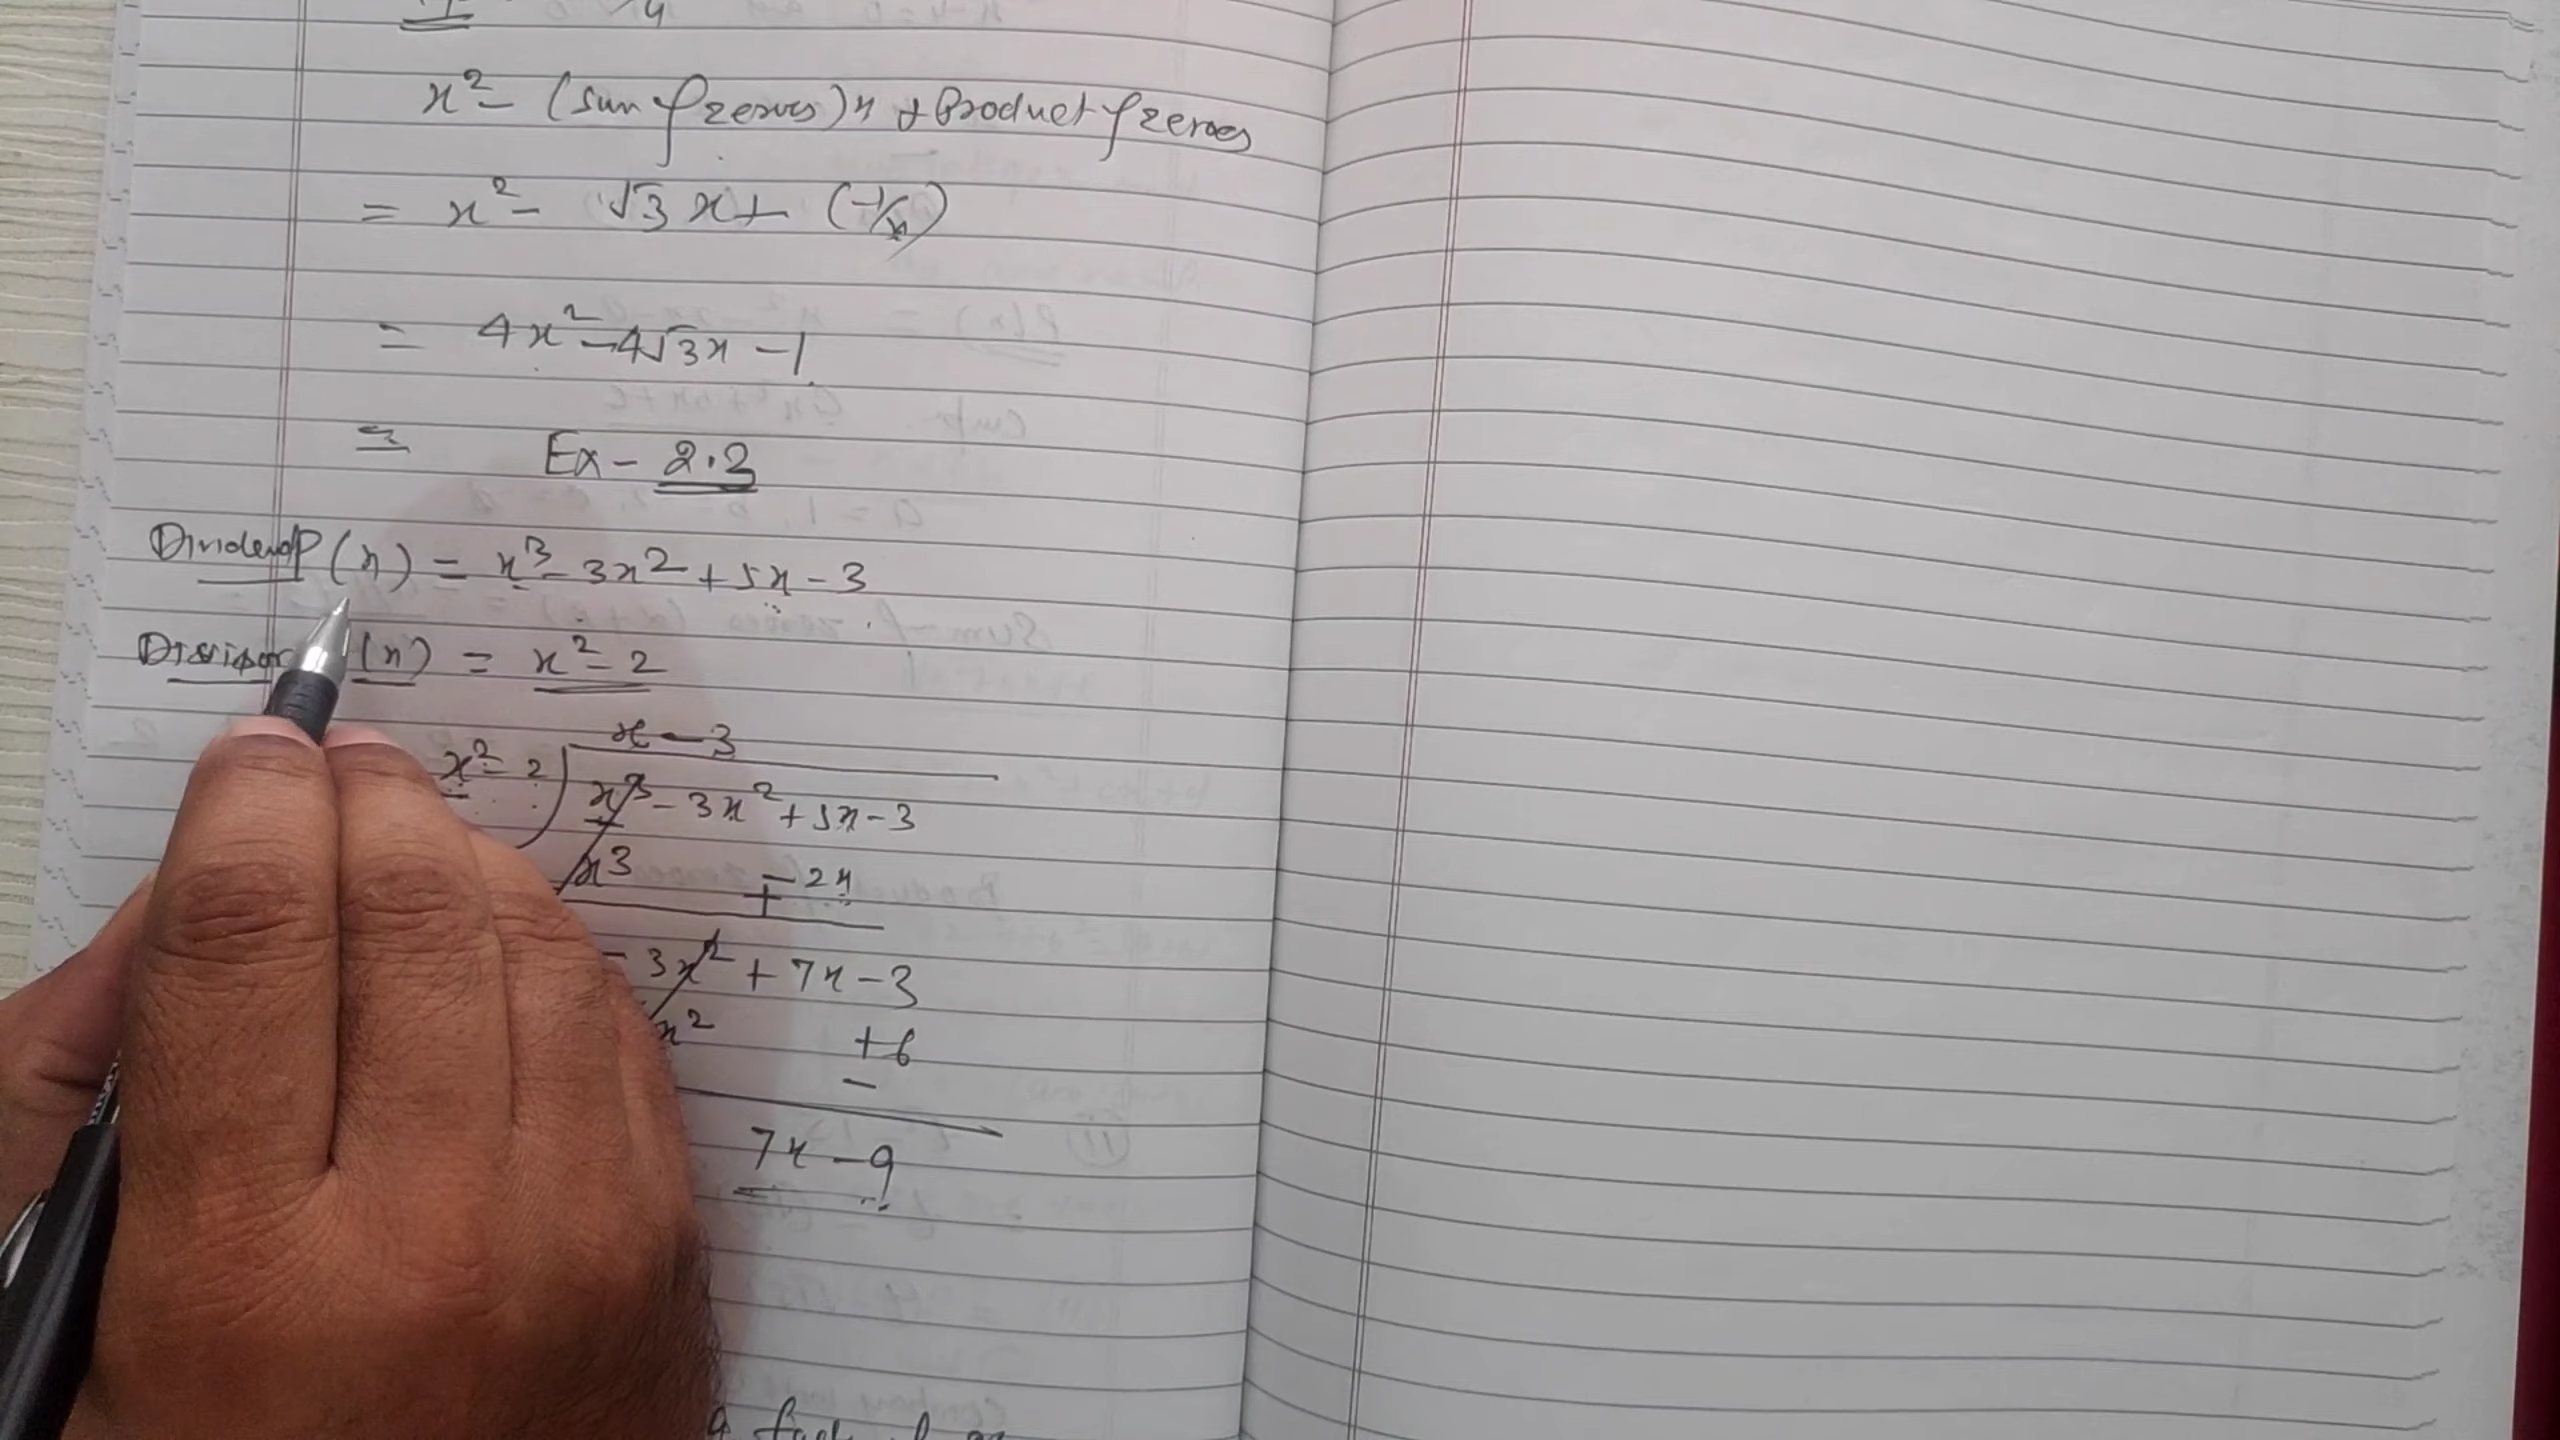 x² - (sum of zeroes)x + Product of zeroes
= x² - √3 x + (-1/4)
= 4x² - 4√3x - 1
= Ex - 2.3
Dividend P(x) = x³ - 3x² + 5x - 3
Divisor (x) = x² - 2
x - 3
x² - 2 ) x³ - 3x² + 5x - 3
x³ - 2x
+
- 3x² + 7x - 3
x² + 6
-
7x - 9